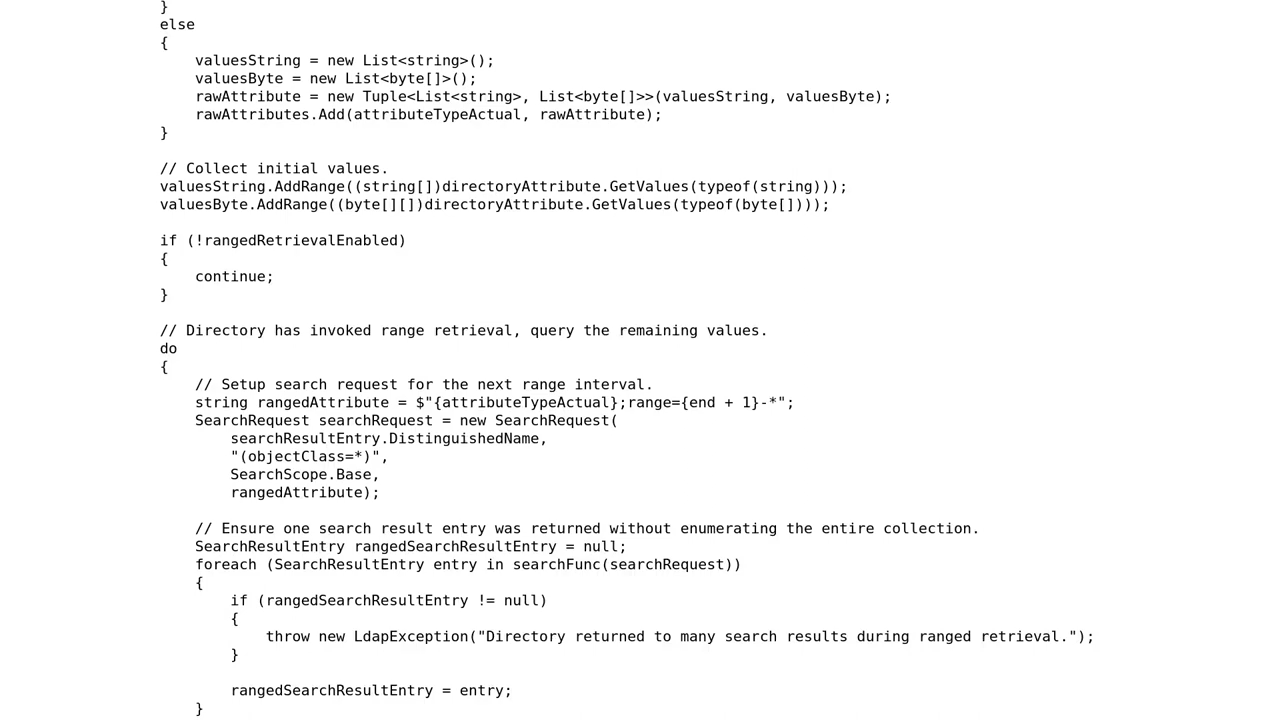 }
else
{
    valuesString = new List<string>();
    valuesByte = new List<byte[]>();
    rawAttribute = new Tuple<List<string>, List<byte[]>>(valuesString, valuesByte);
    rawAttributes.Add(attributeTypeActual, rawAttribute);
}

// Collect initial values.
valuesString.AddRange((string[])directoryAttribute.GetValues(typeof(string)));
valuesByte.AddRange((byte[][])directoryAttribute.GetValues(typeof(byte[])));

if (!rangedRetrievalEnabled)
{
    continue;
}

// Directory has invoked range retrieval, query the remaining values.
do
{
    // Setup search request for the next range interval.
    string rangedAttribute = $"{attributeTypeActual};range={end + 1}-*";
    SearchRequest searchRequest = new SearchRequest(
        searchResultEntry.DistinguishedName,
        "(objectClass=*)",
        SearchScope.Base,
        rangedAttribute);

    // Ensure one search result entry was returned without enumerating the entire collection.
    SearchResultEntry rangedSearchResultEntry = null;
    foreach (SearchResultEntry entry in searchFunc(searchRequest))
    {
        if (rangedSearchResultEntry != null)
        {
            throw new LdapException("Directory returned to many search results during ranged retrieval.");
        }

        rangedSearchResultEntry = entry;
    }